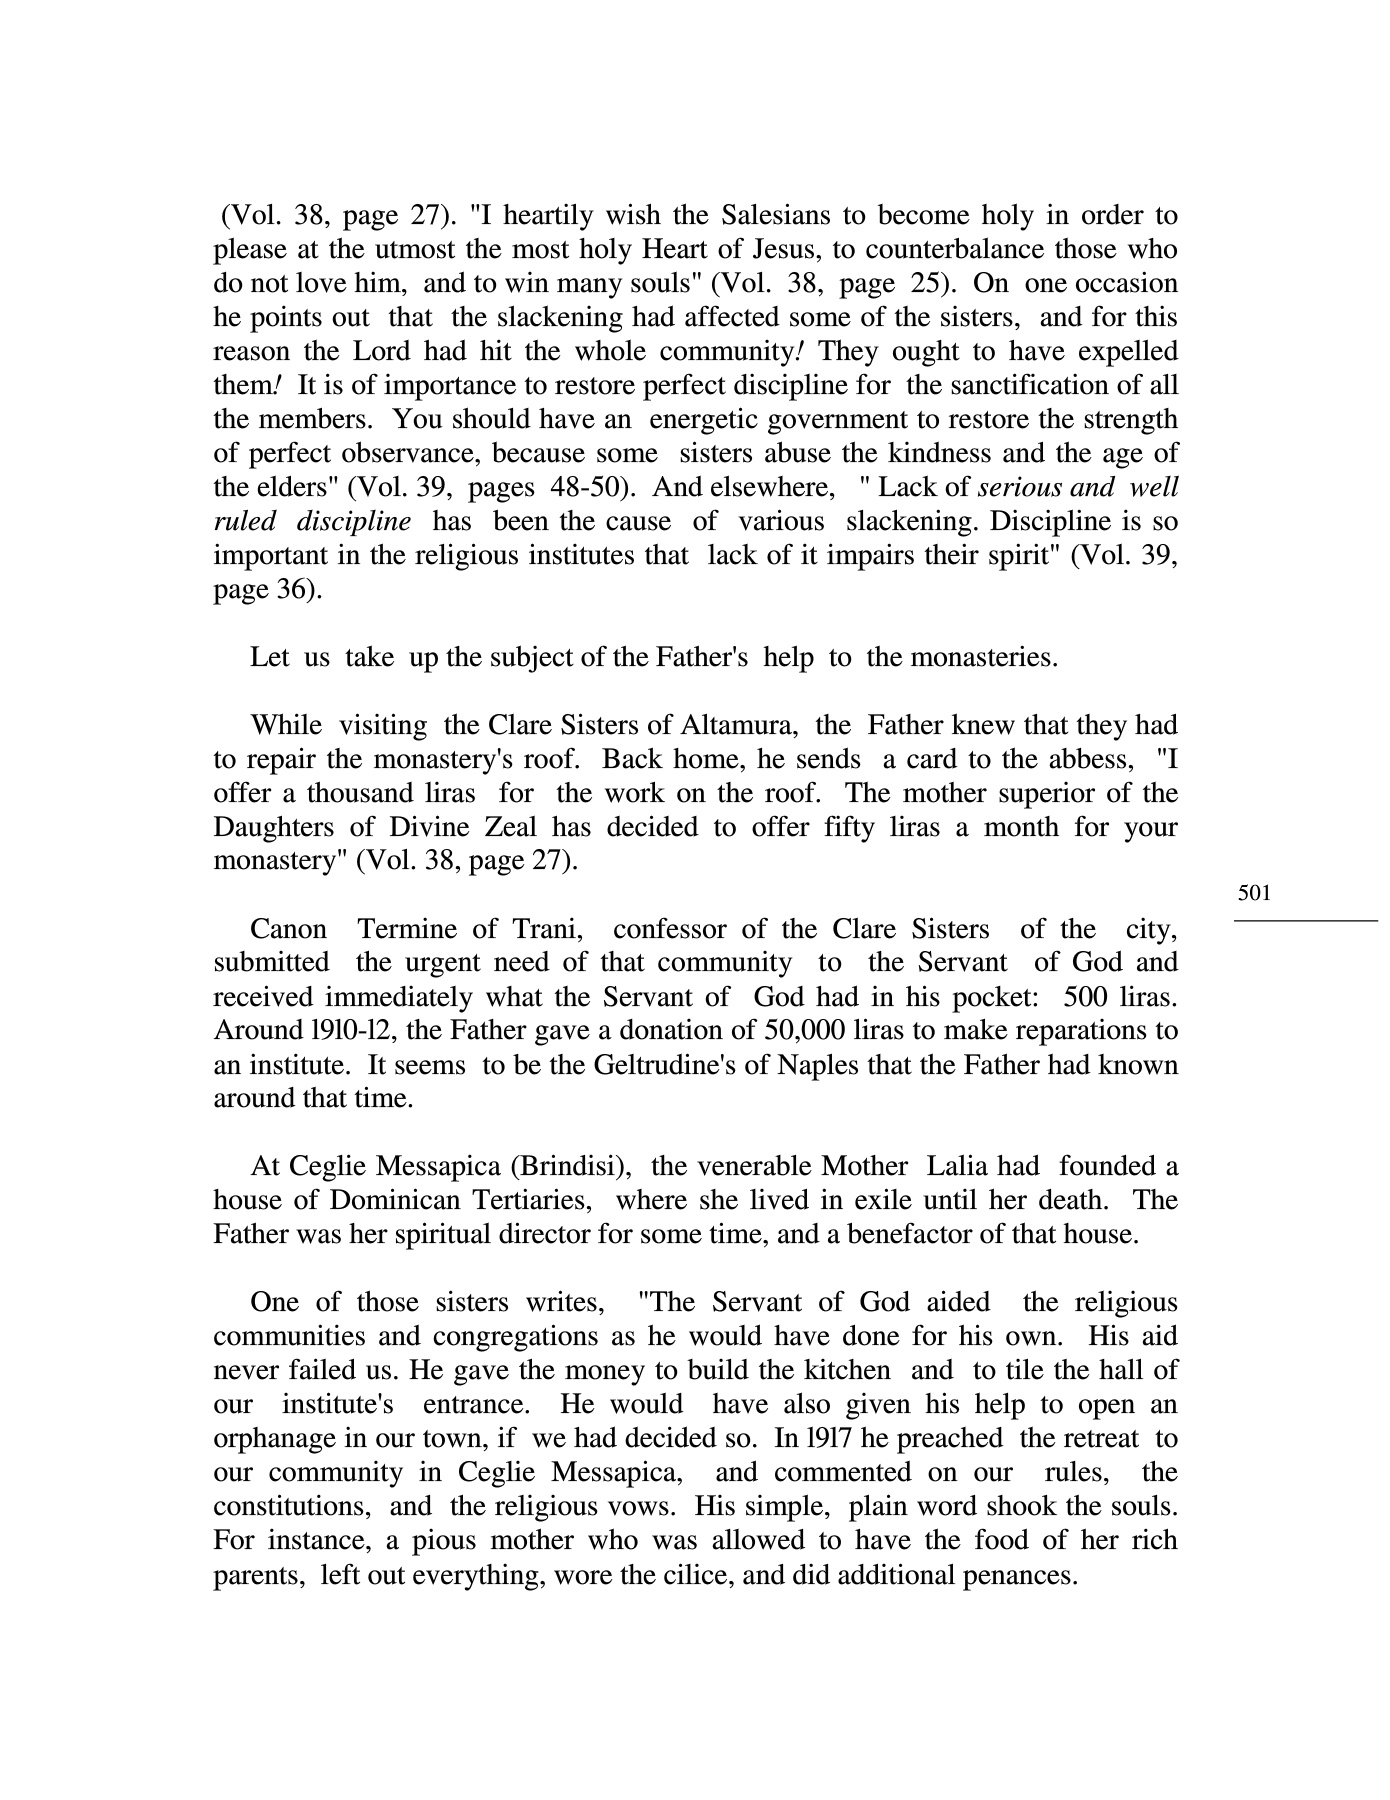 (Vol. 38, page 27). "I heartily wish the Salesians to become holy in order to
please at the utmost the most holy Heart of Jesus, to counterbalance those who
do not love him, and to win many souls" (Vol. 38, page 25). On one occasion
he points out that the slackening had affected some of the sisters, and for this
reason the Lord had hit the whole community! They ought to have expelled
them! It is of importance to restore perfect discipline for the sanctification of all
the members. You should have an energetic government to restore the strength
of perfect observance, because some sisters abuse the kindness and the age of
the elders" (Vol. 39, pages 48-50). And elsewhere, " Lack of serious and well
ruled discipline has been the cause of various slackening. Discipline is so
important in the religious institutes that lack of it impairs their spirit" (Vol. 39,
page 36).
Let us take up the subject of the Father's help to the monasteries.
While visiting the Clare Sisters of Altamura, the Father knew that they had
to repair the monastery's roof. Back home, he sends a card to the abbess, "I
offer a thousand liras for the work on the roof. The mother superior of the
Daughters of Divine Zeal has decided to offer fifty liras a month for your
monastery" (Vol. 38, page 27).
501
Canon Termine of Trani, confessor of the Clare Sisters of the city,
submitted the urgent need of that community to the Servant of God and
received immediately what the Servant of God had in his pocket: 500 liras.
Around 1910-12, the Father gave a donation of 50,000 liras to make reparations to
an institute. It seems to be the Geltrudine's of Naples that the Father had known
around that time.
At Ceglie Messapica (Brindisi), the venerable Mother Lalia had founded a
house of Dominican Tertiaries, where she lived in exile until her death. The
Father was her spiritual director for some time, and a benefactor of that house.
One of those sisters writes, "The Servant of God aided the religious
communities and congregations as he would have done for his own. His aid
never failed us. He gave the money to build the kitchen and to tile the hall of
our institute's entrance. He would have also given his help to open an
orphanage in our town, if we had decided so. In 1917 he preached the retreat to
our community in Ceglie Messapica, and commented on our rules, the
constitutions, and the religious vows. His simple, plain word shook the souls.
For instance, a pious mother who was allowed to have the food of her rich
parents, left out everything, wore the cilice, and did additional penances.